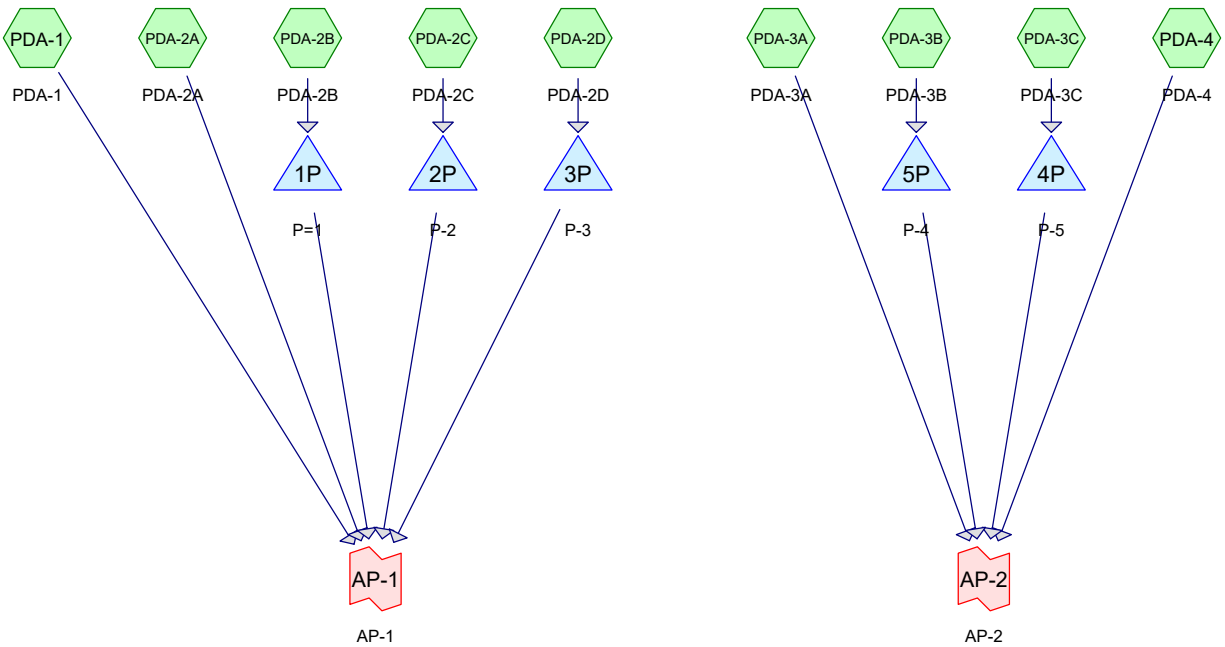 PDA-1 PDA-2A PDA-2B PDA-2C PDA-2D PDA-3A PDA-3B PDA-3C PDA-4
PDA-1 PDA-2A PDA-2B PDA-2C PDA-2D PDA-3A PDA-3B PDA-3C PDA-4
1P 2P 3P 5P 4P
P=1 P-2 P-3 P-4 P-5
AP-1 AP-2
AP-1 AP-2